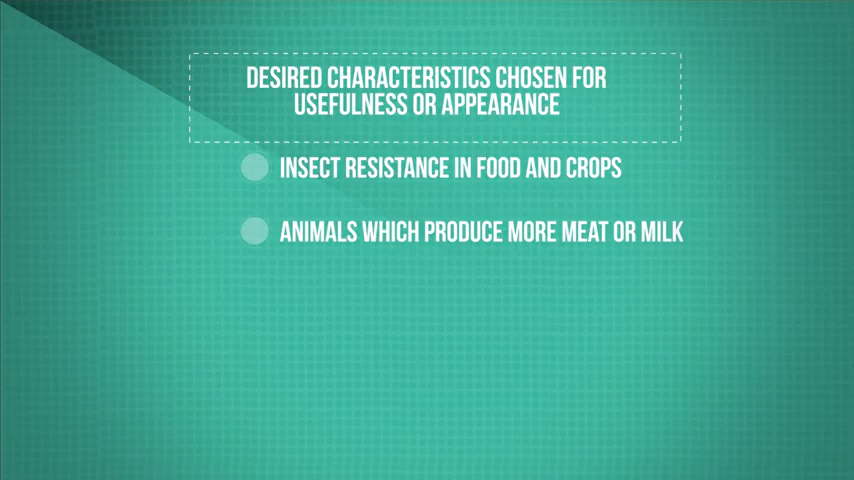 DESIRED CHARACTERISTICS CHOSEN FOR
USEFULNESS OR APPEARANCE
INSECT RESISTANCE IN FOOD AND CROPS
ANIMALS WHICH PRODUCE MORE MEAT OR MILK